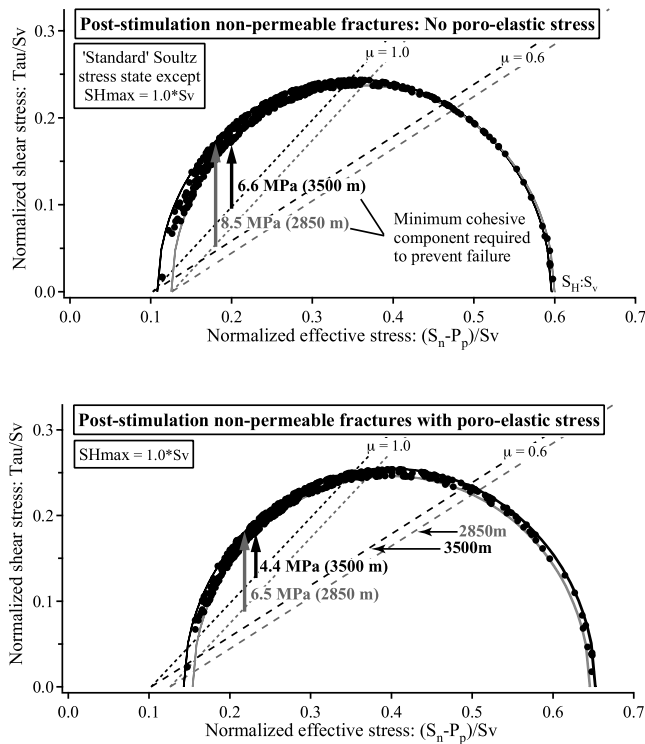 Post-stimulation non-permeable fractures: No poro-elastic stress
'Standard' Soultz
stress state except
SHmax = 1.0*Sv
μ = 1.0
μ = 0.6
0.3
0.2
0.1
0.0
Normalized shear stress: Tau/Sv
6.6 MPa (3500 m)
8.5 MPa (2850 m)
Minimum cohesive
component required
to prevent failure
S_H:S_v
0.0 0.1 0.2 0.3 0.4 0.5 0.6 0.7
Normalized effective stress: (S_n-P_p)/Sv
Post-stimulation non-permeable fractures with poro-elastic stress
SHmax = 1.0*Sv
μ = 1.0
μ = 0.6
0.3
0.2
0.1
0.0
Normalized shear stress: Tau/Sv
2850m
3500m
4.4 MPa (3500 m)
6.5 MPa (2850 m)
0.0 0.1 0.2 0.3 0.4 0.5 0.6 0.7
Normalized effective stress: (S_n-P_p)/Sv